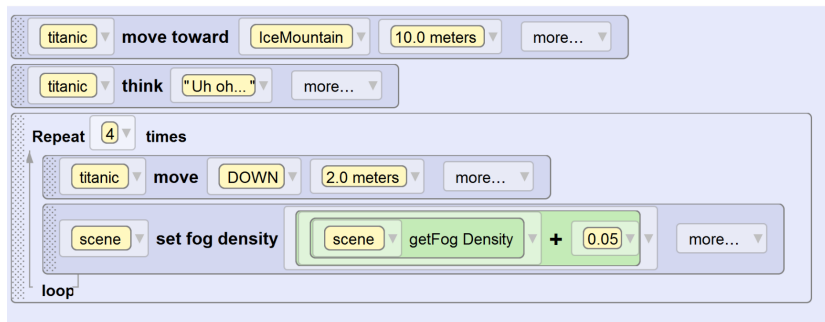 titanic move toward IceMountain 10.0 meters more...
titanic think "Uh oh..." more...
Repeat 4 times
titanic move DOWN 2.0 meters more...
scene set fog density scene getFog Density + 0.05 more...
loop